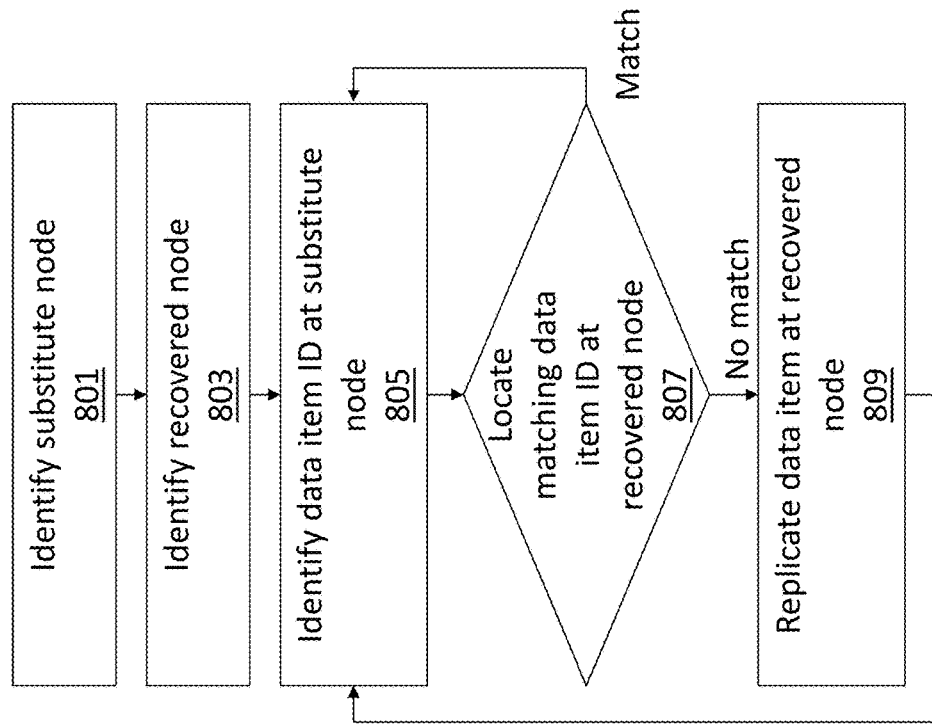 Identify substitute node
801
Identify recovered node
803
Identify data item ID at substitute
node
805
Locate
matching data
item ID at
recovered node
807
Match
No match
Replicate data item at recovered
node
809